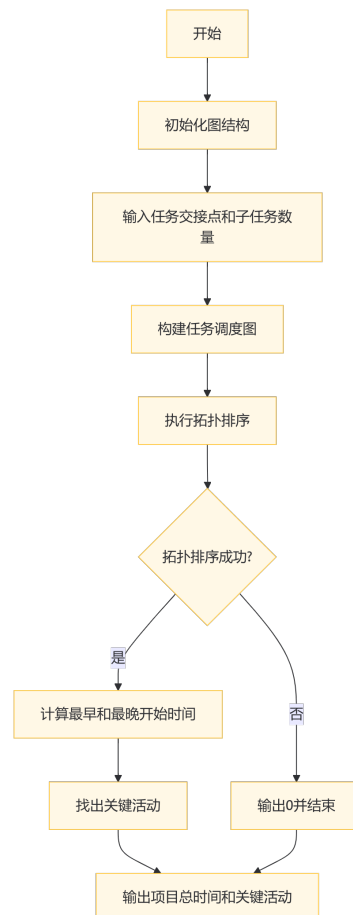 开始
初始化图结构
输入任务交接点和子任务数
量
构建任务调度图
执行拓扑排序
拓扑排序成功?
是
否
计算最早和最晚开始时间
找出关键活动
输出0并结束
输出项目总时间和关键活动